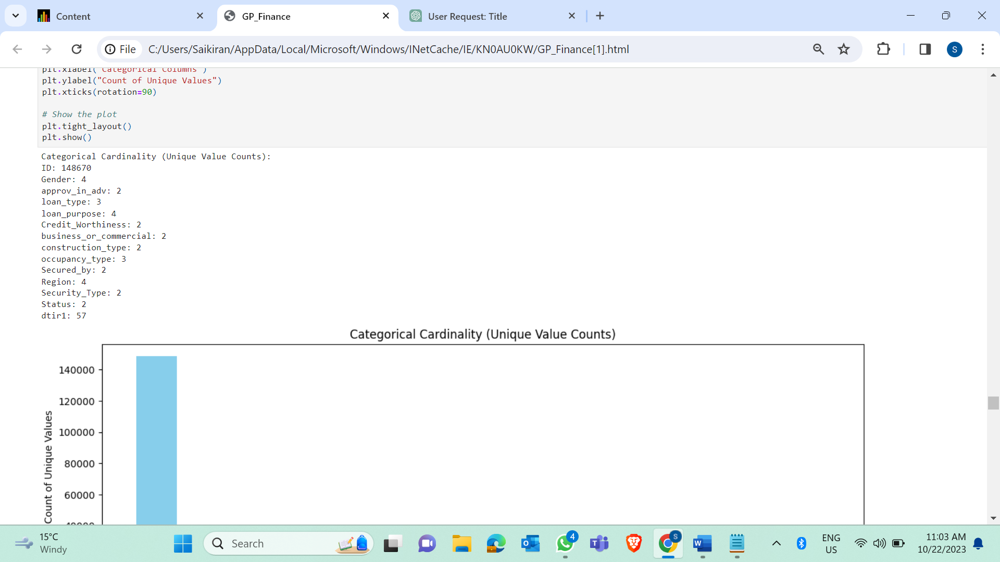 Content
GP_Finance
User Request: Title
File
C:/Users/Saikiran/AppData/Local/Microsoft/Windows/INetCache/IE/KN0AU0KW/GP_Finance[1].html
S
plt.xlabel("Categorical Columns")
plt.ylabel("Count of Unique Values")
plt.xticks(rotation=90)
# Show the plot
plt.tight_layout()
plt.show()
Categorical Cardinality (Unique Value Counts):
ID: 148670
Gender: 4
approv_in_adv: 2
loan_type: 3
loan_purpose: 4
Credit_Worthiness: 2
business_or_commercial: 2
construction_type: 2
occupancy_type: 3
Secured_by: 2
Region: 4
Security_Type: 2
Status: 2
dtir1: 57
Categorical Cardinality (Unique Value Counts)
140000
120000
100000
80000
60000
40000
Count of Unique Values
15°C
Windy
Search
4
S
ENG
US
11:03 AM
10/22/2023